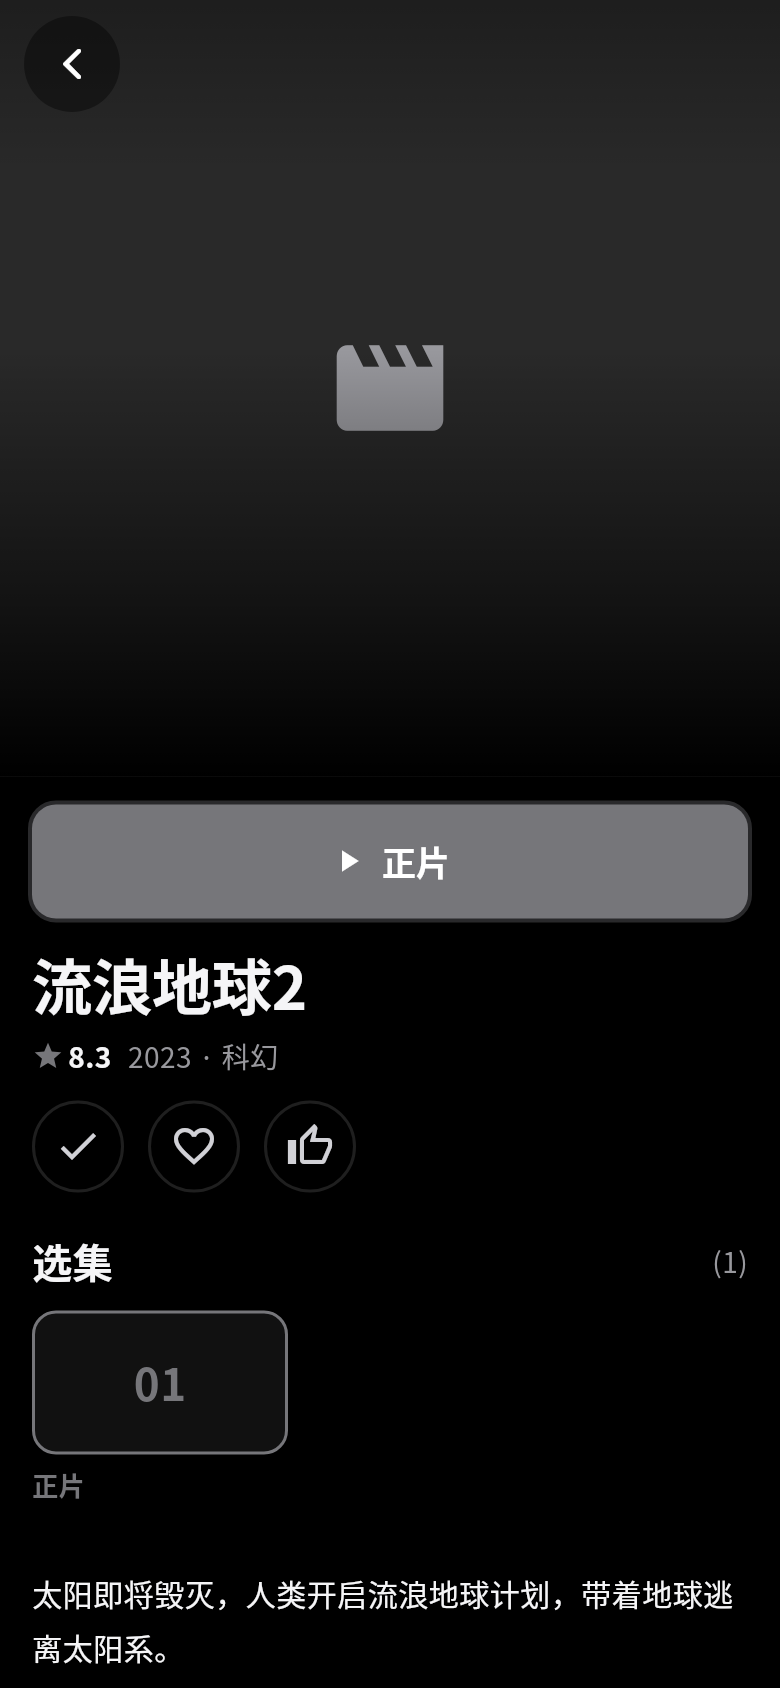 正片
流浪地球2
8.3 2023 · 科幻
选集 (1)
01
正片
太阳即将毁灭，人类开启流浪地球计划，带着地球逃
离太阳系。